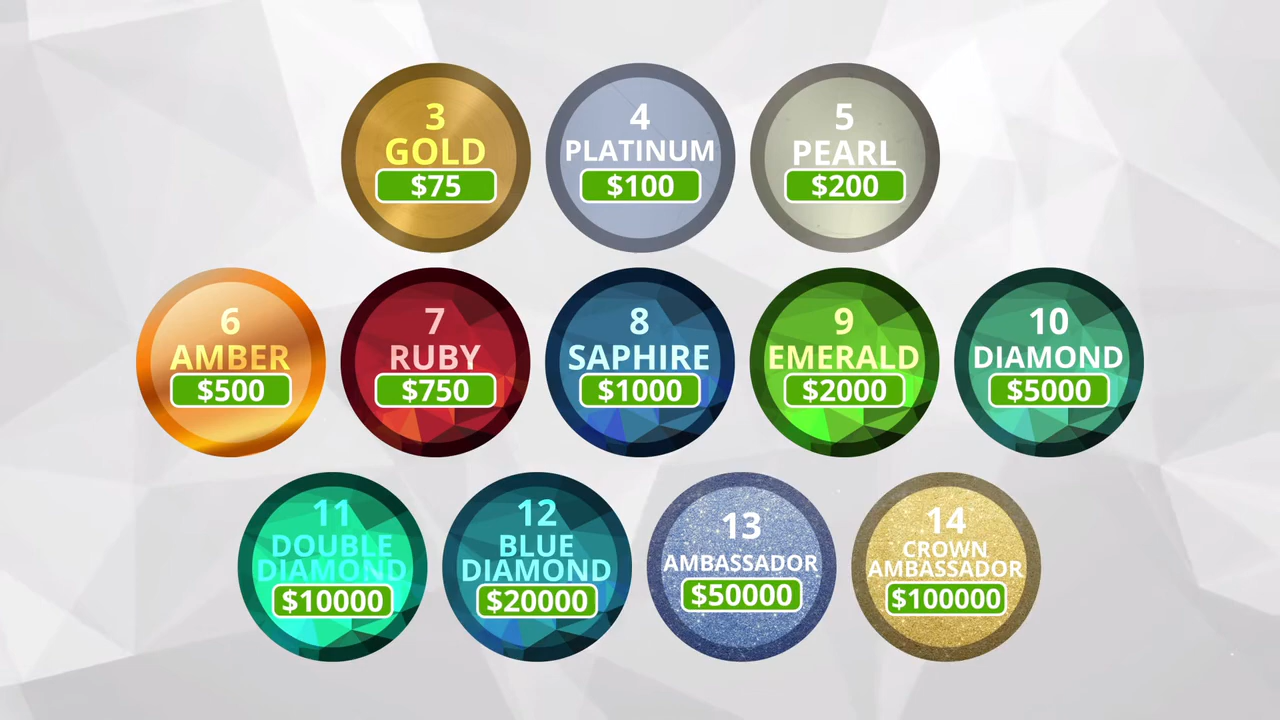 3
GOLD
$75
4
PLATINUM
$100
5
PEARL
$200
6
AMBER
$500
7
RUBY
$750
8
SAPHIRE
$1000
9
EMERALD
$2000
10
DIAMOND
$5000
11
DOUBLE
DIAMOND
$10000
12
BLUE
DIAMOND
$20000
13
AMBASSADOR
$50000
14
CROWN
AMBASSADOR
$100000